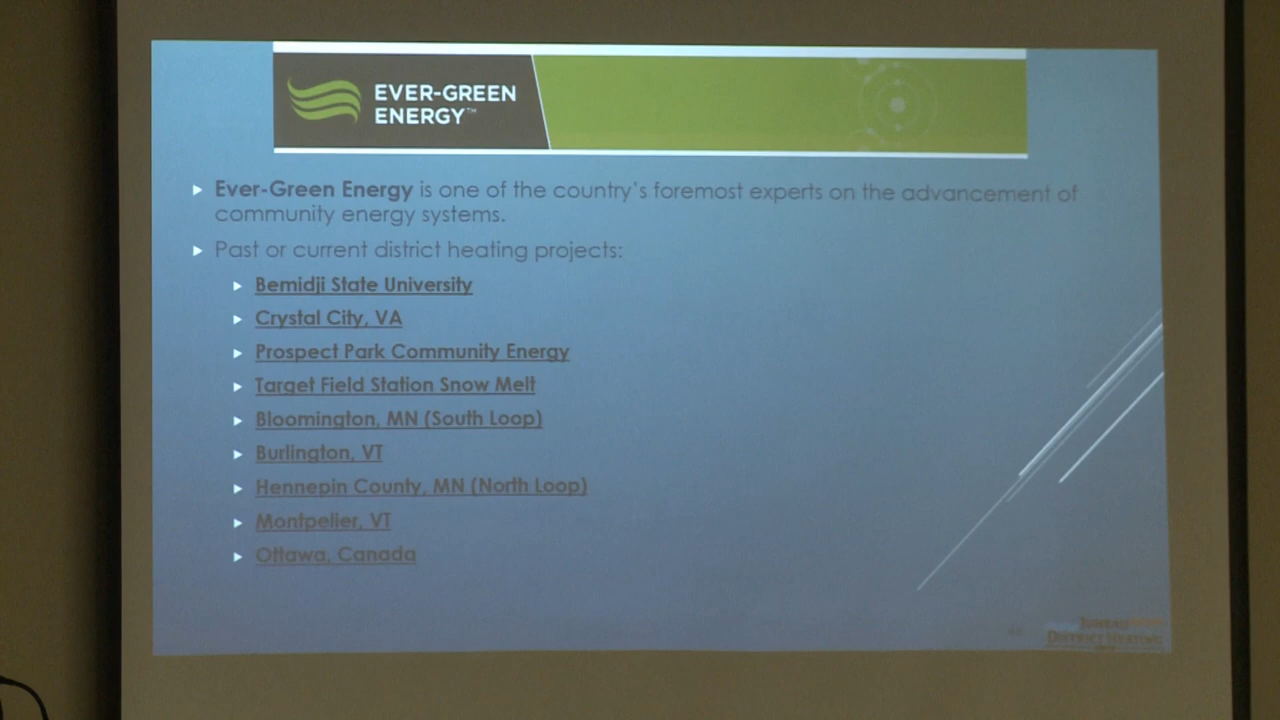 EVER-GREEN
ENERGY™
Ever-Green Energy is one of the country's foremost experts on the advancement of
community energy systems.
Past or current district heating projects:
Bemidji State University
Crystal City, VA
Prospect Park Community Energy
Target Field Station Snow Melt
Bloomington, MN (South Loop)
Burlington, VT
Hennepin County, MN (North Loop)
Montpelier, VT
Ottawa, Canada
Juneau
District Heating